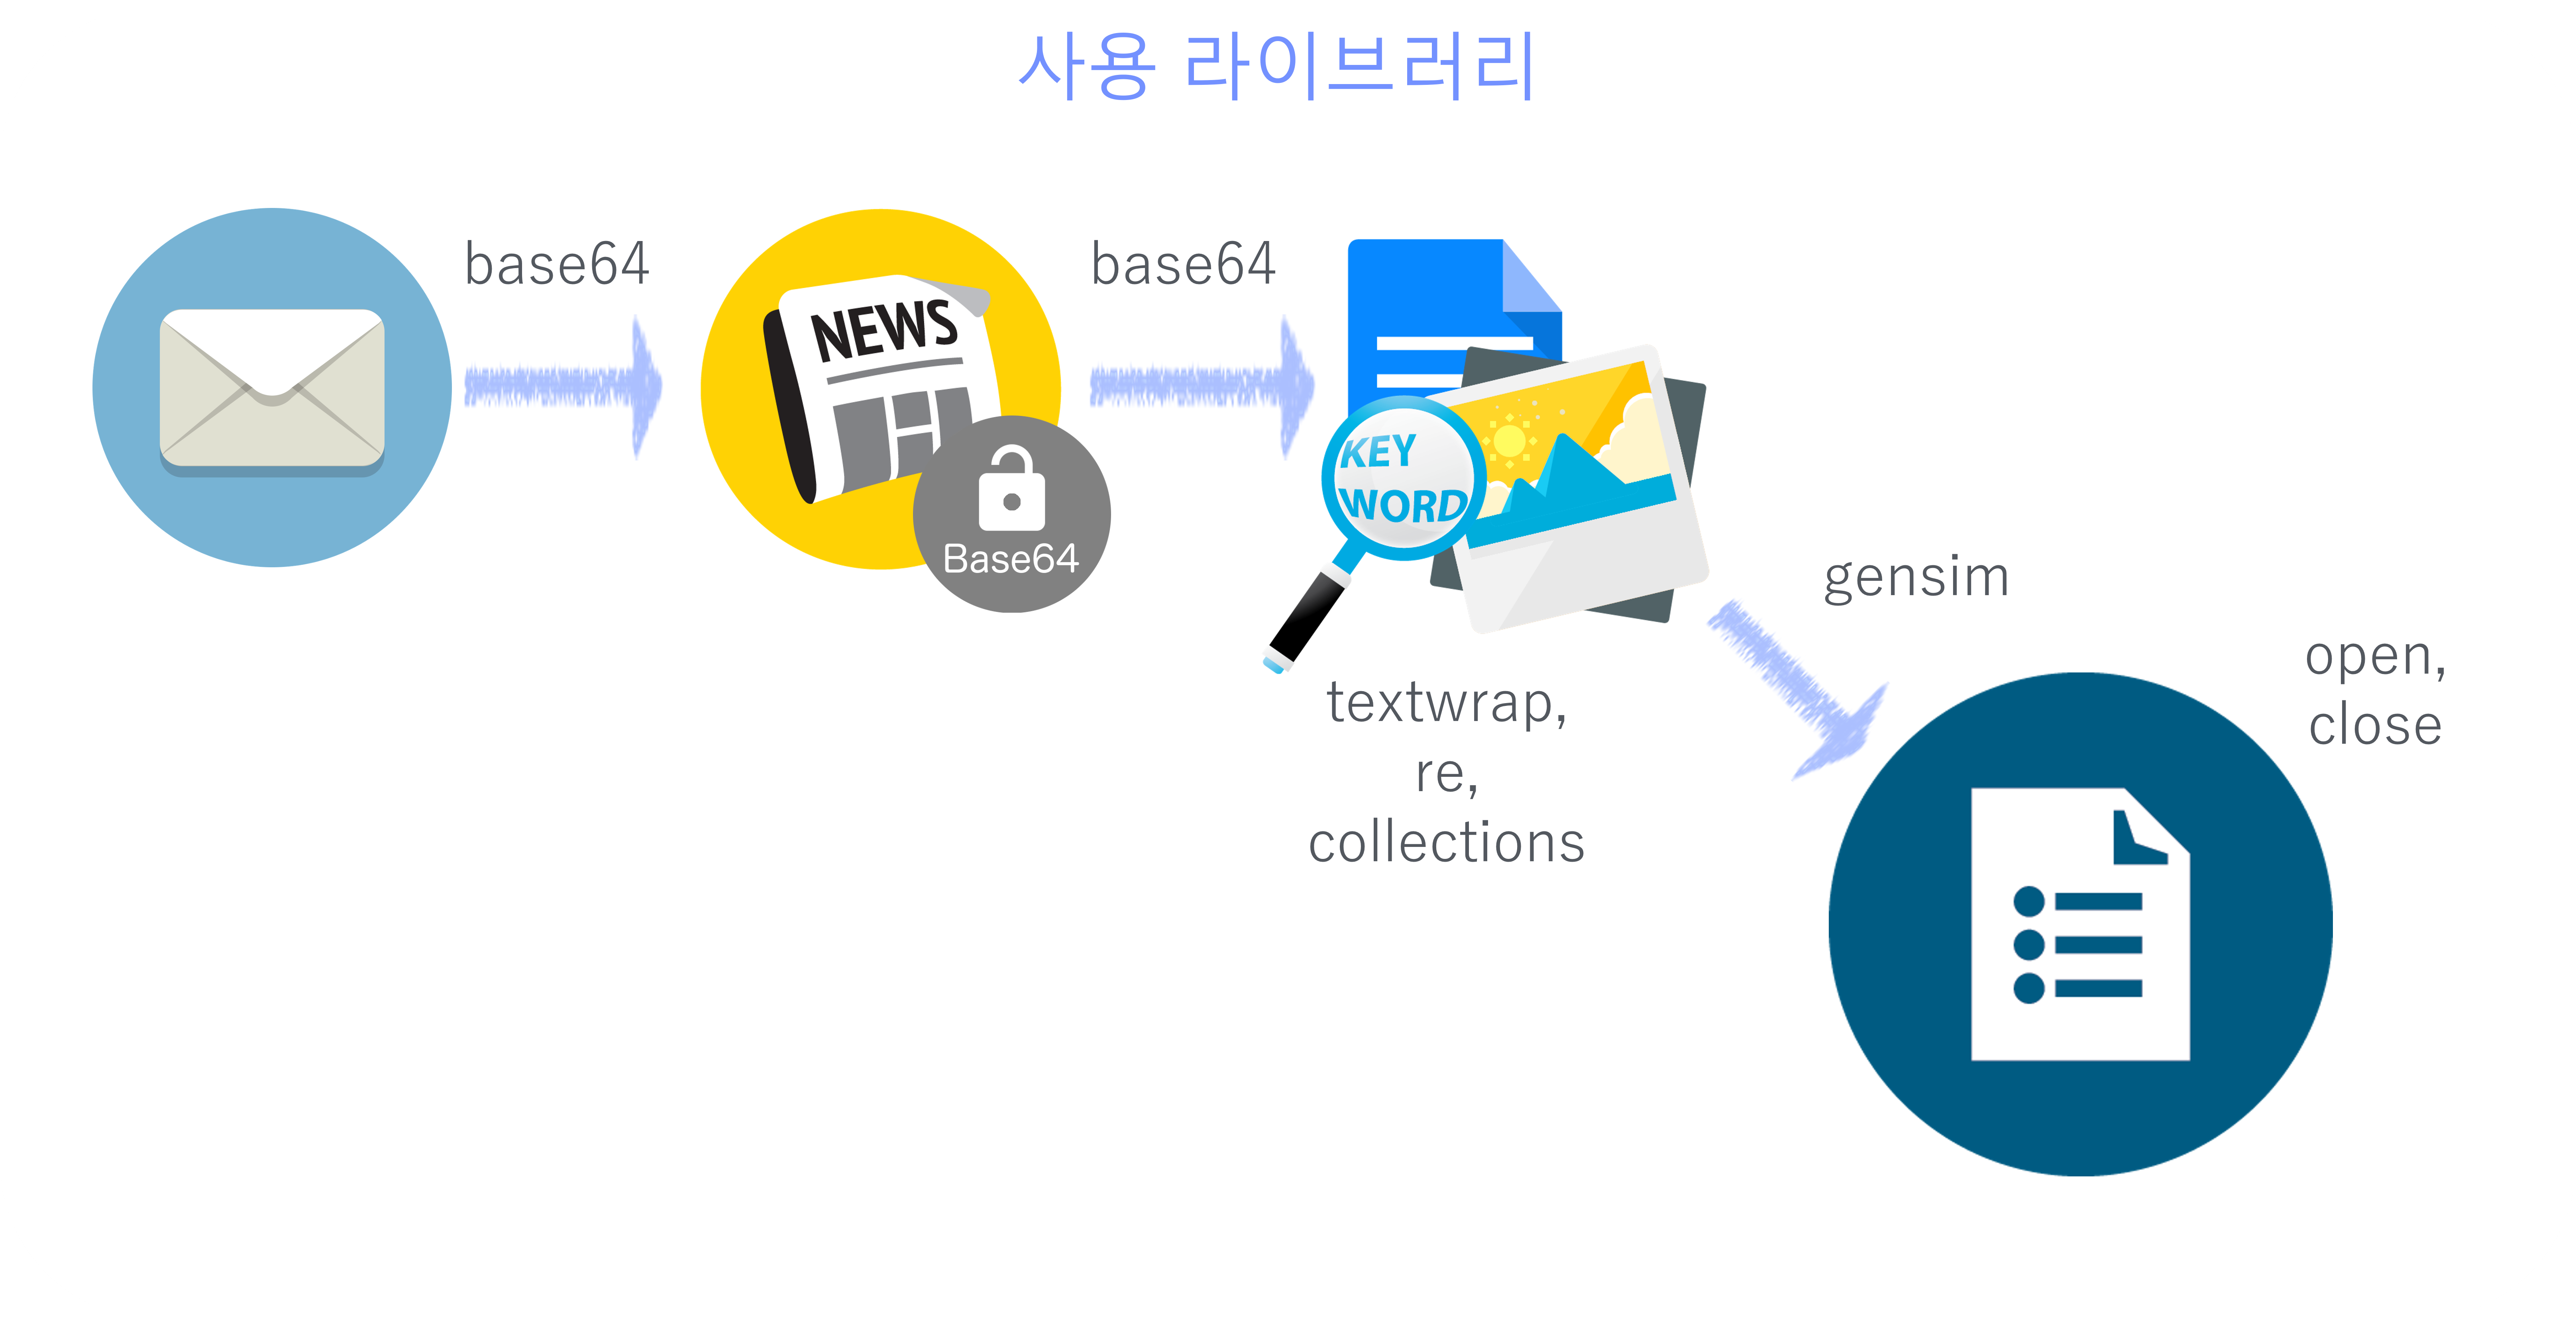 사용 라이브러리
base64
NEWS
Base64
base64
KEY
WORD
textwrap,
re,
collections
gensim
open,
close